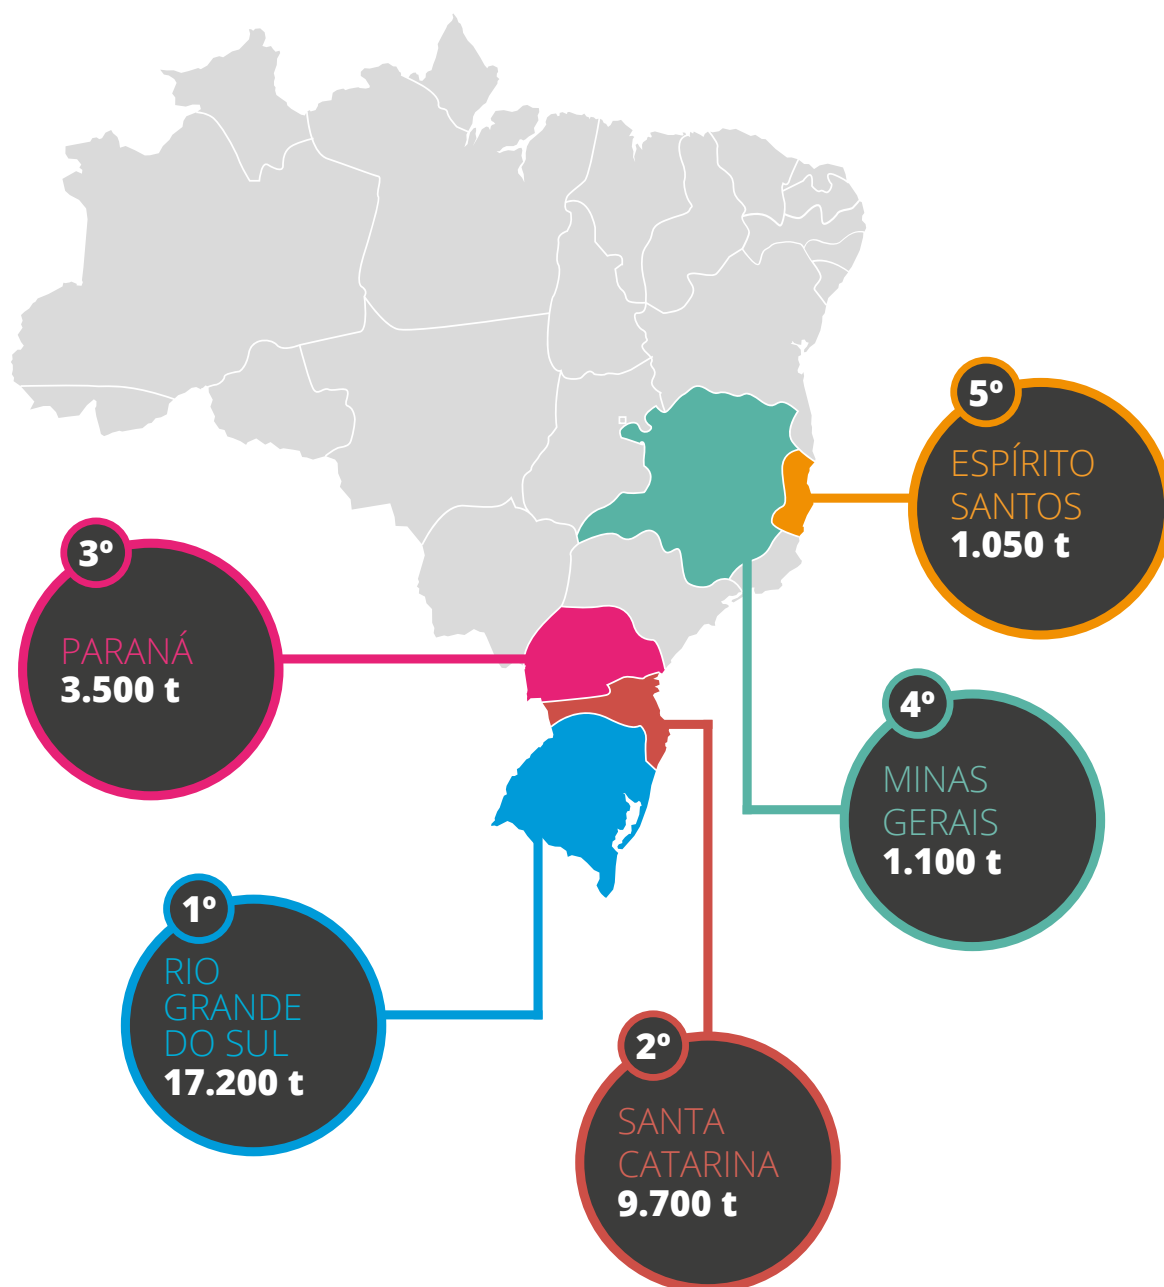 5º
ESPÍRITO
SANTOS
1.050 t
3º
PARANÁ
3.500 t
4º
MINAS
GERAIS
1.100 t
1º
RIO
GRANDE
DO SUL
17.200 t
2º
SANTA
CATARINA
9.700 t